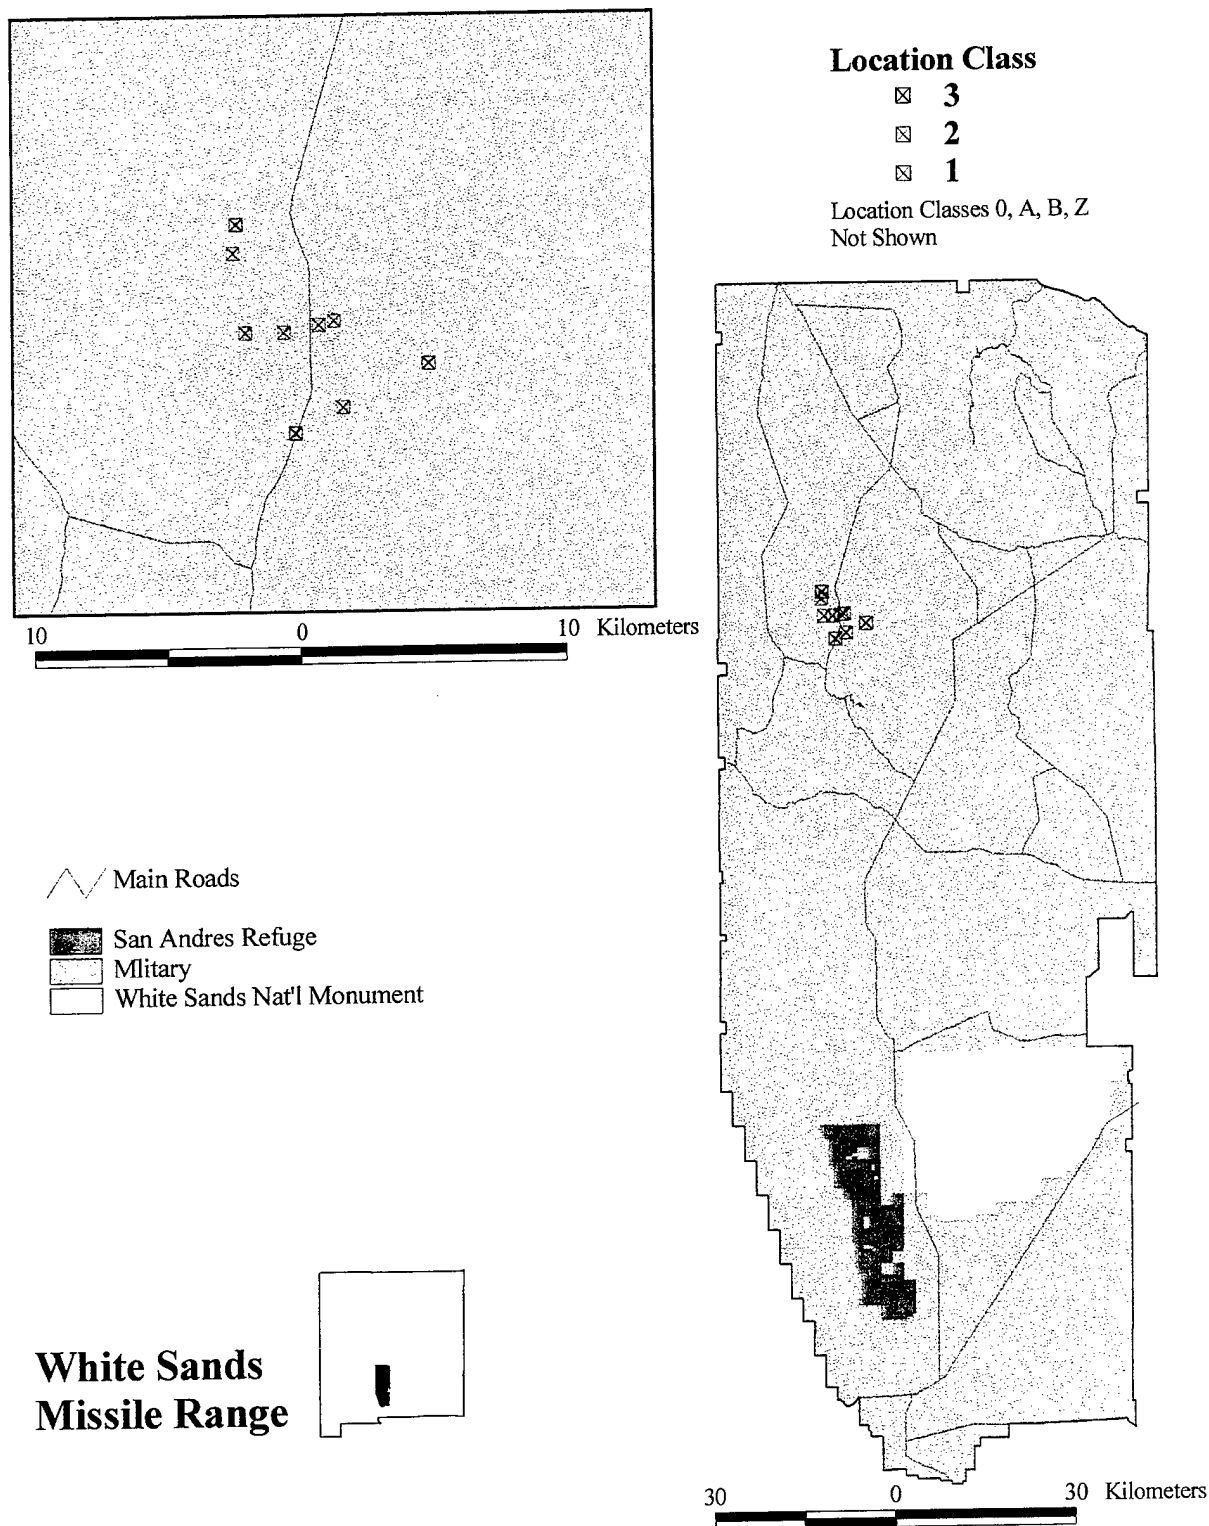 Location Class
3
2
1
Location Classes 0, A, B, Z
Not Shown
10 0 10 Kilometers
Main Roads
San Andres Refuge
Mlitary
White Sands Nat'l Monument
White Sands
Missile Range
30 0 30 Kilometers